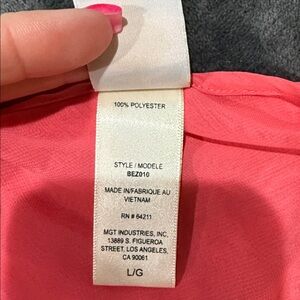 100% POLYESTER
STYLE / MODELE
BEZ010
MADE IN/FABRIQUE AU
VIETNAM
RN # 64211
MGT INDUSTRIES, INC.
13889 S. FIGUEROA
STREET, LOS ANGELES,
CA 90061
L/G